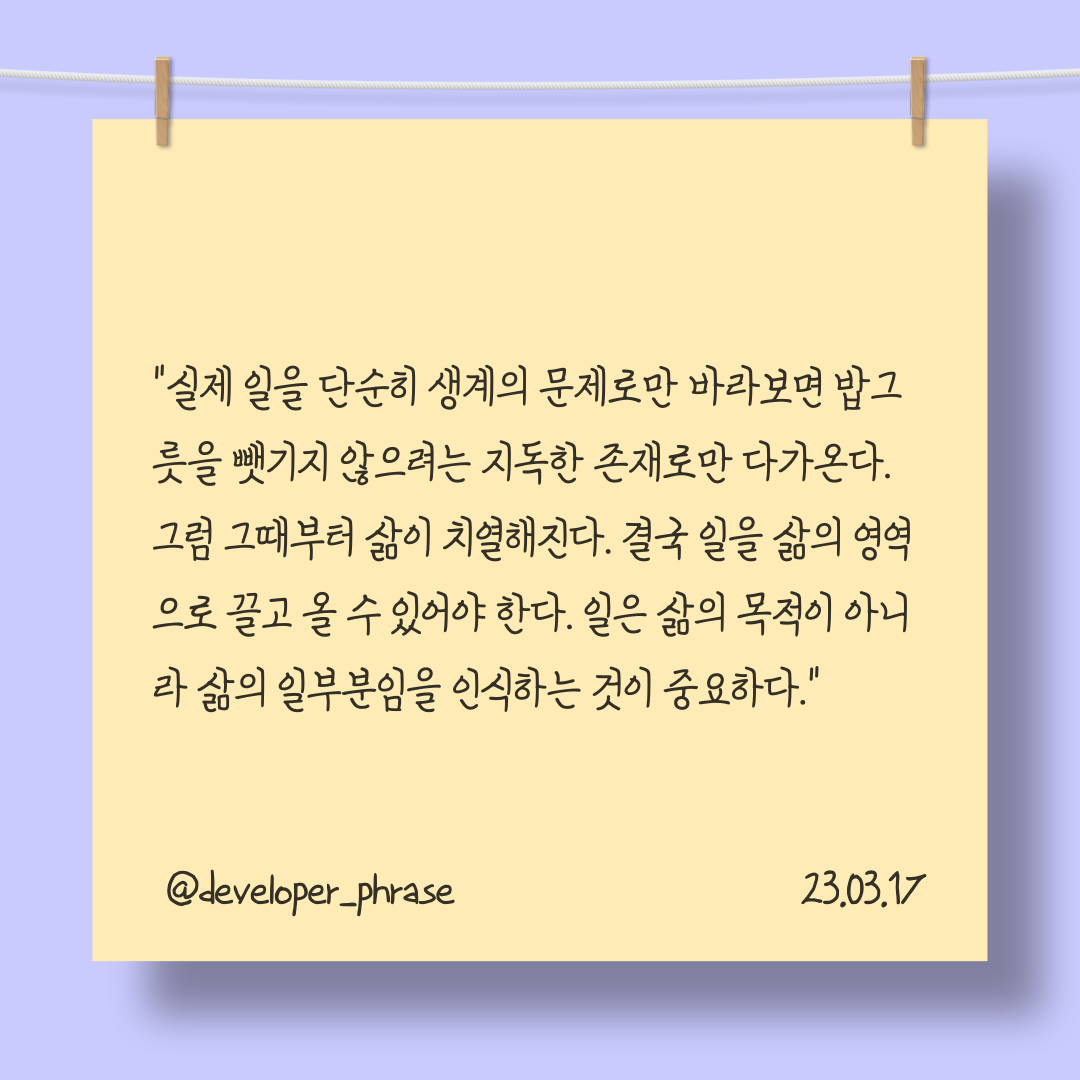 "실제 일을 단순히 생계의 문제로만 바라보면 밥그
릇을 뺏기지 않으려는 지독한 존재로만 다가온다.
그럼 그때부터 삶이 치열해진다. 결국 일을 삶의 영역
으로 끌고 올 수 있어야 한다. 일은 삶의 목적이 아니
라 삶의 일부분임을 인식하는 것이 중요하다."
@developer_phrase
23.03.17